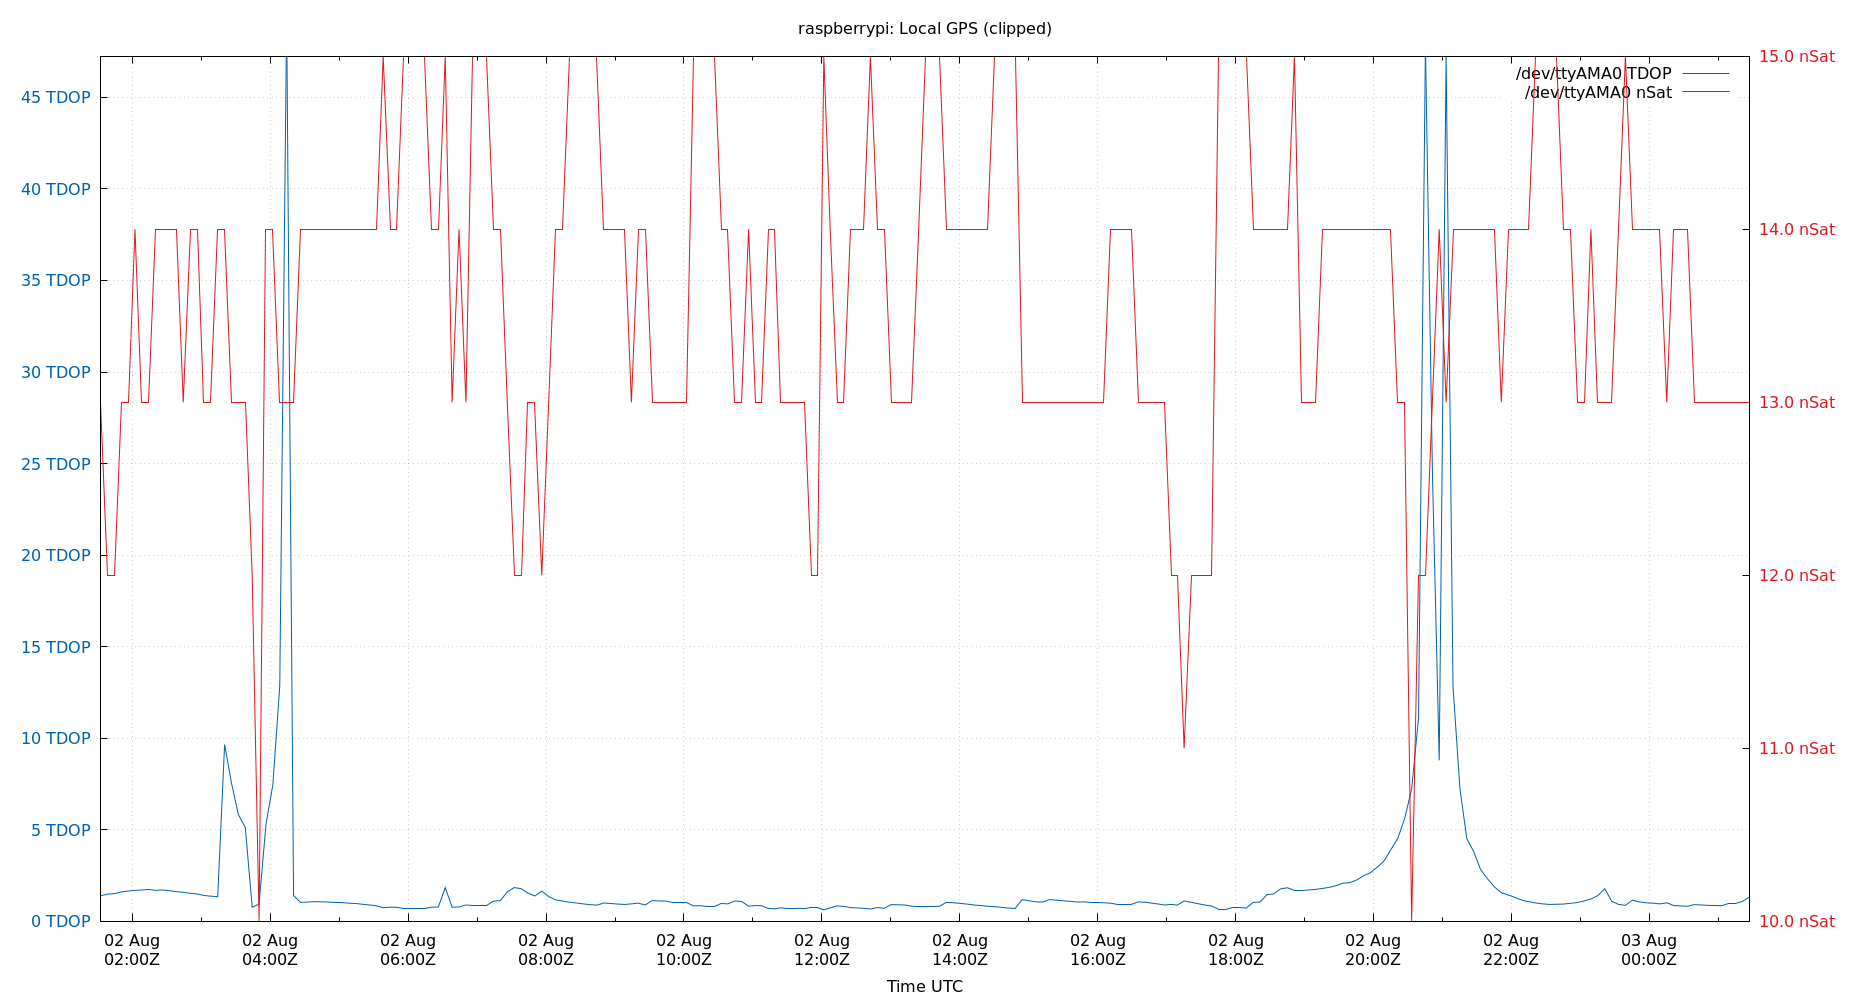 raspberrypi: Local GPS (clipped)
/dev/ttyAMA0 TDOP
/dev/ttyAMA0 nSat
45 TDOP
40 TDOP
35 TDOP
30 TDOP
25 TDOP
20 TDOP
15 TDOP
10 TDOP
5 TDOP
0 TDOP
15.0 nSat
14.0 nSat
13.0 nSat
12.0 nSat
11.0 nSat
10.0 nSat
02 Aug
02:00Z
02 Aug
04:00Z
02 Aug
06:00Z
02 Aug
08:00Z
02 Aug
10:00Z
02 Aug
12:00Z
02 Aug
14:00Z
02 Aug
16:00Z
02 Aug
18:00Z
02 Aug
20:00Z
02 Aug
22:00Z
03 Aug
00:00Z
Time UTC